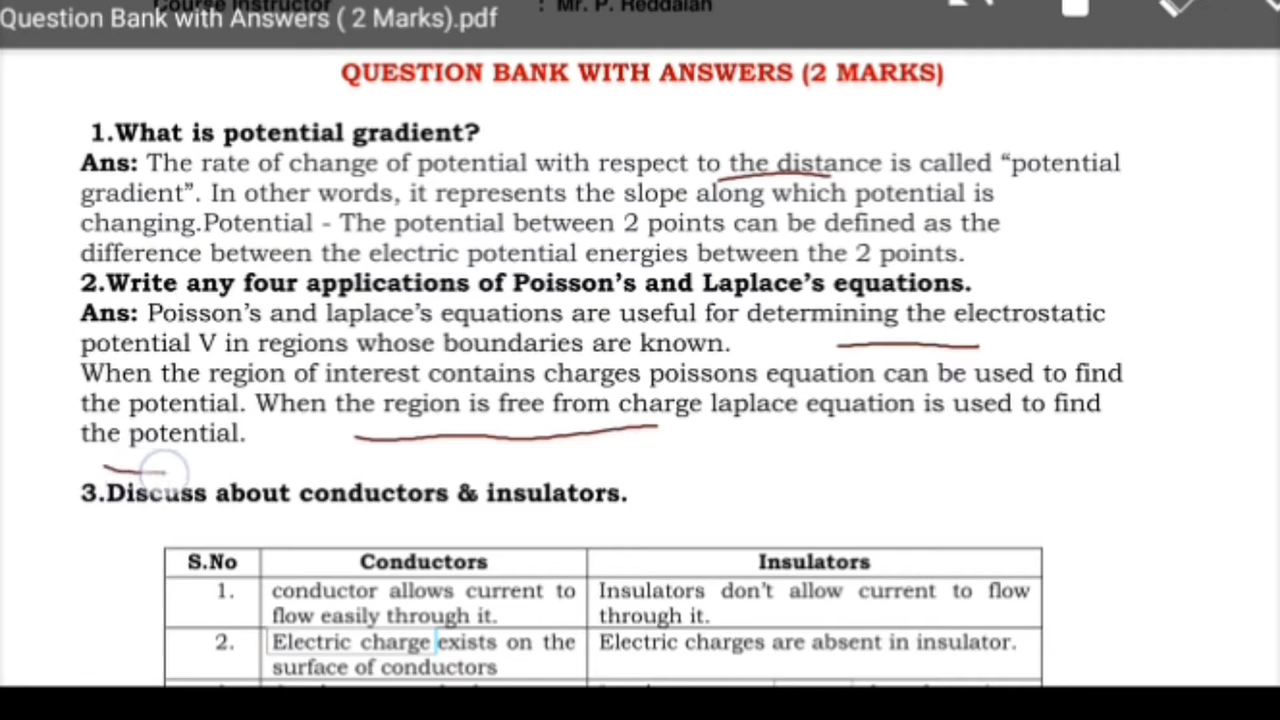 Course Instructor : Mr. P. Reddaiah
Question Bank with Answers ( 2 Marks).pdf
QUESTION BANK WITH ANSWERS (2 MARKS)
1.What is potential gradient?
Ans: The rate of change of potential with respect to the distance is called “potential
gradient”. In other words, it represents the slope along which potential is
changing.Potential - The potential between 2 points can be defined as the
difference between the electric potential energies between the 2 points.
2.Write any four applications of Poisson’s and Laplace’s equations.
Ans: Poisson’s and laplace’s equations are useful for determining the electrostatic
potential V in regions whose boundaries are known.
When the region of interest contains charges poissons equation can be used to find
the potential. When the region is free from charge laplace equation is used to find
the potential.
3.Discuss about conductors & insulators.
S.No Conductors Insulators
1. conductor allows current to Insulators don’t allow current to flow
flow easily through it. through it.
2. Electric charge exists on the Electric charges are absent in insulator.
surface of conductors